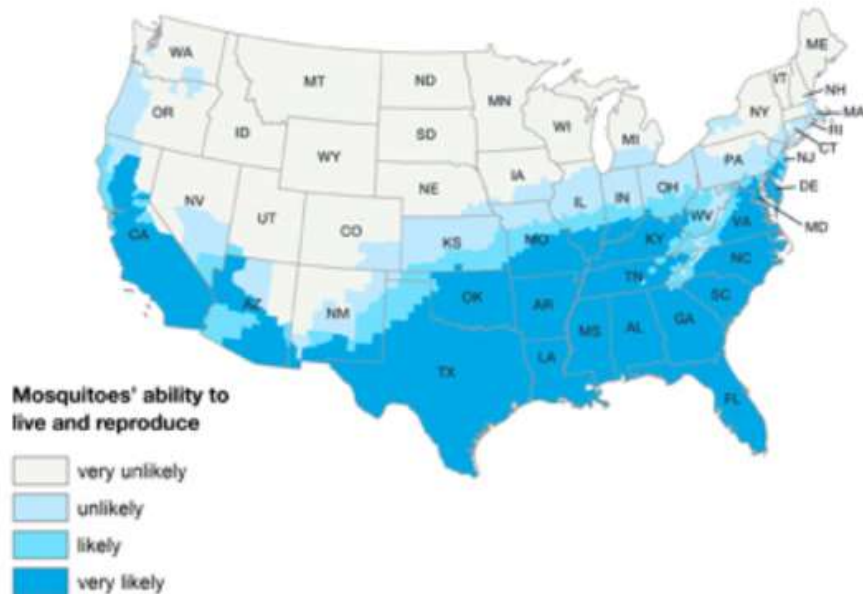 ME
WA
VT
MT
ND
NH
MN
OR
NY
MA
ID
WI
SD
MI
RI
CT
WY
PA
IA
NJ
NE
OH
NV
IL
IN
DE
UT
WV
CO
VA
CA
KS
MO
KY
MD
NC
TN
OK
AZ
AR
SC
NM
MS
AL
GA
LA
TX
FL
Mosquitoes' ability to
live and reproduce
very unlikely
unlikely
likely
very likely